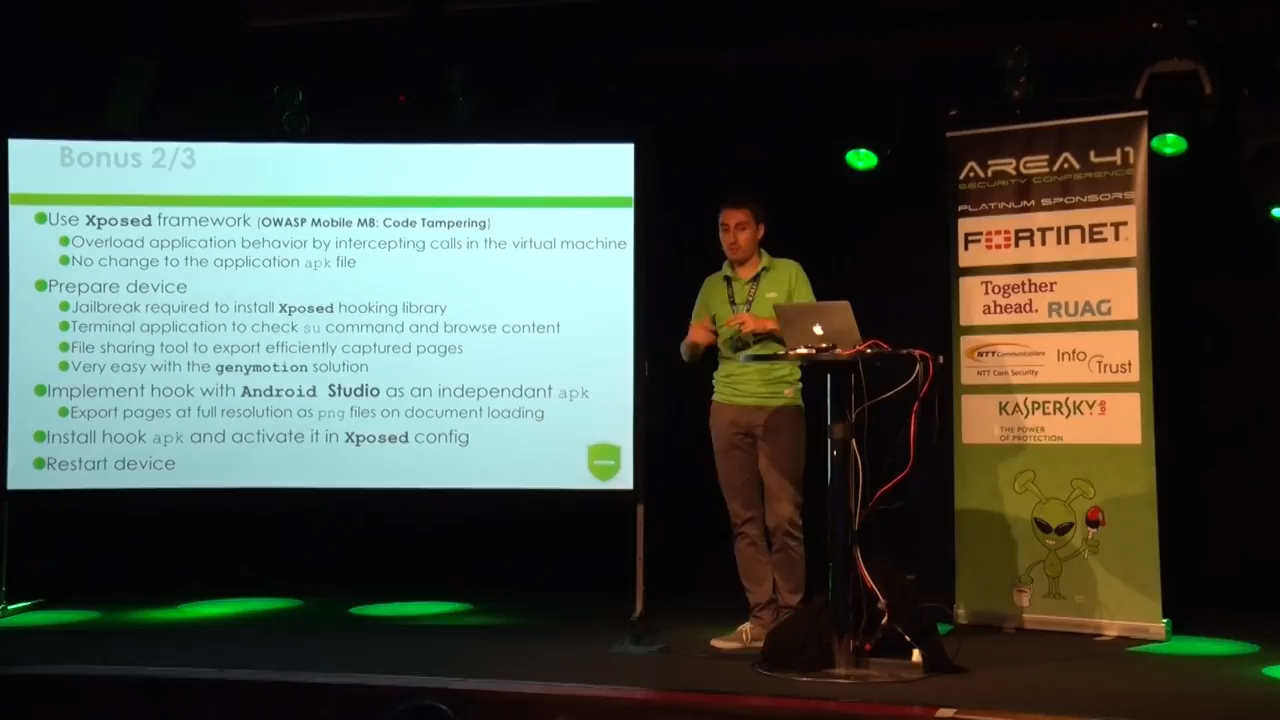 Bonus 2/3
Use Xposed framework (OWASP Mobile M8: Code Tampering)
Overload application behavior by intercepting calls in the virtual machine
No change to the application apk file
Prepare device
Jailbreak required to install Xposed hooking library
Terminal application to check su command and browse content
File sharing tool to export efficiently captured pages
Very easy with the genymotion solution
Implement hook with Android Studio as an independant apk
Export pages at full resolution as png files on document loading
Install hook apk and activate it in Xposed config
Restart device
AREA 41
SECURITY CONFERENCE
PLATINUM SPONSORS
FORTINET
Together
ahead. RUAG
NTT Communications
NTT Com Security
InfoTrust
KASPERSKY lab
THE POWER
OF PROTECTION